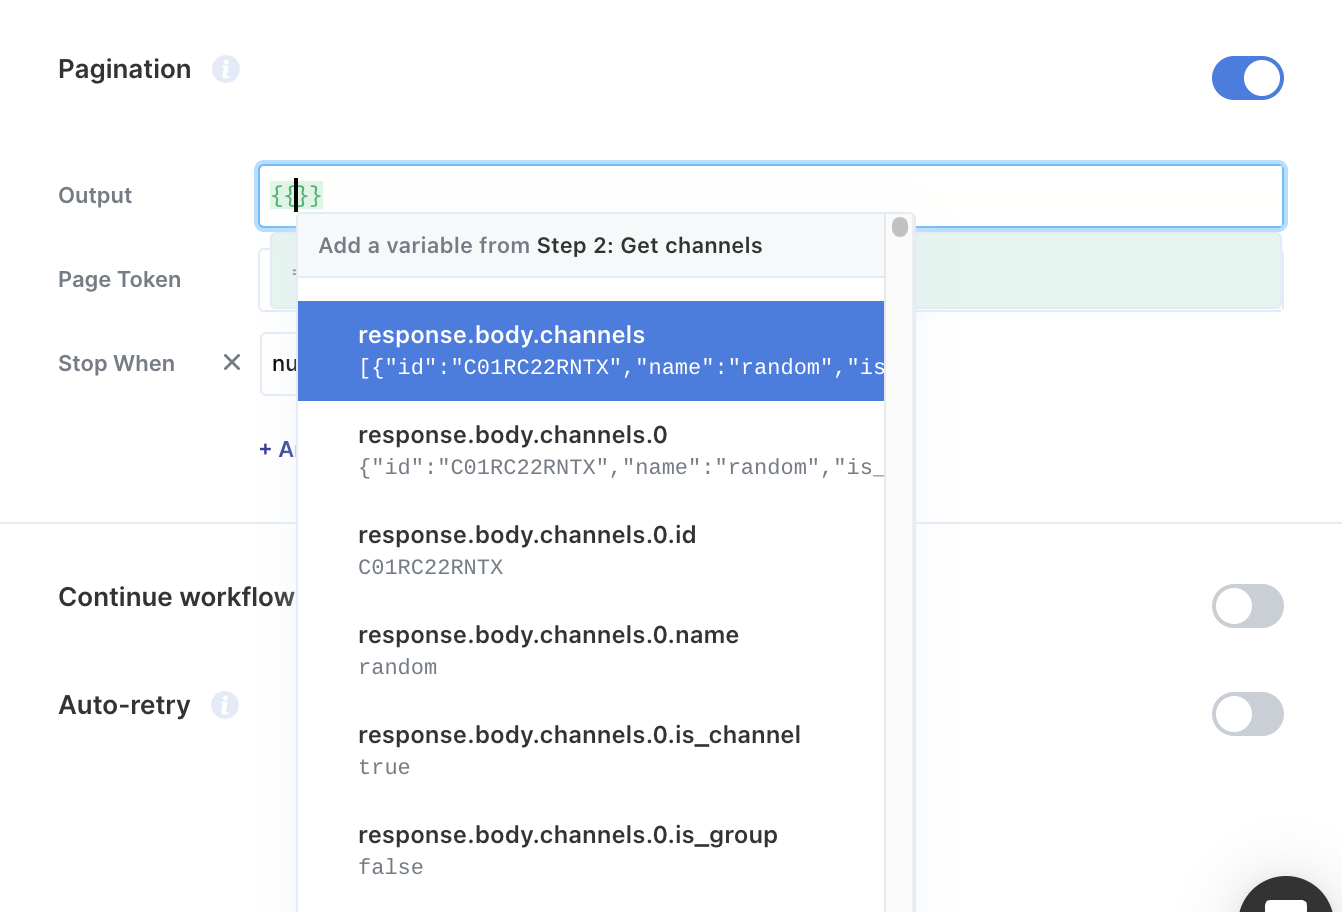 Pagination i
Output {{}}
Add a variable from Step 2: Get channels
Page Token
response.body.channels
[{"id":"C01RC22RNTX","name":"random","is
Stop When
response.body.channels.0
{"id":"C01RC22RNTX","name":"random","is_
response.body.channels.0.id
C01RC22RNTX
Continue workflow
response.body.channels.0.name
random
Auto-retry i
response.body.channels.0.is_channel
true
response.body.channels.0.is_group
false